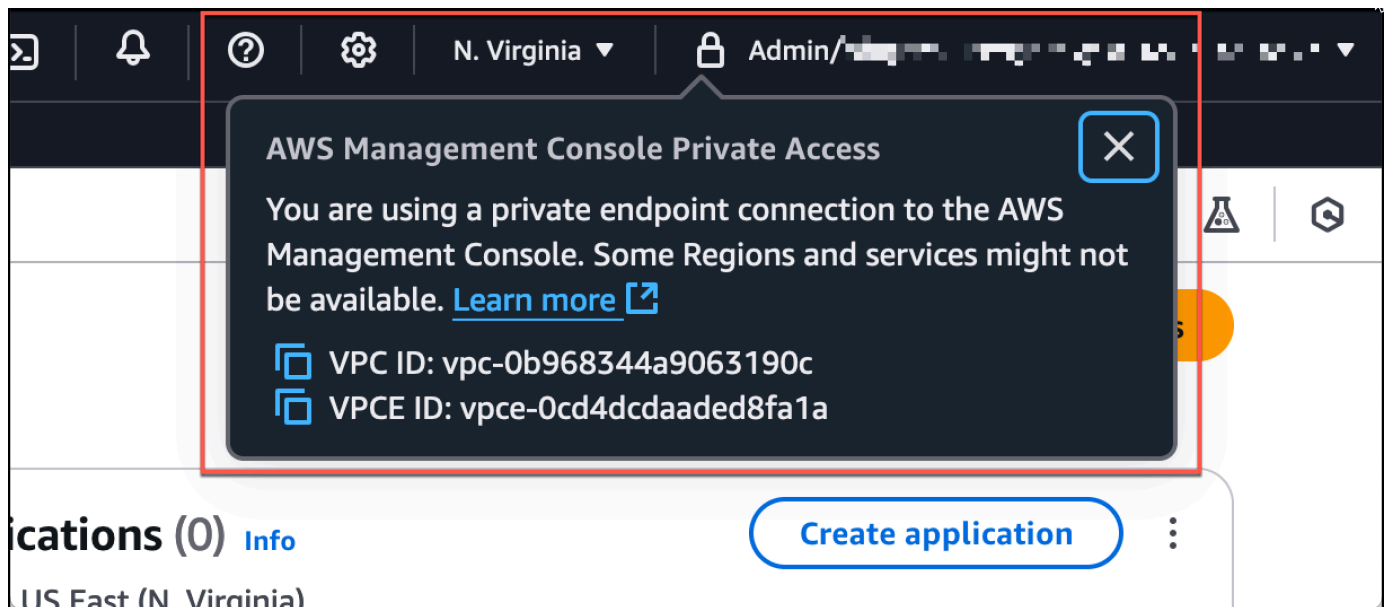 N. Virginia
Admin/
AWS Management Console Private Access
You are using a private endpoint connection to the AWS
Management Console. Some Regions and services might not
be available. Learn more
s
VPC ID: vpc-0b968344a9063190c
VPCE ID: vpce-0cd4dcdaaded8fa1a
ications (0) Info
Create application
US East (N. Virginia)